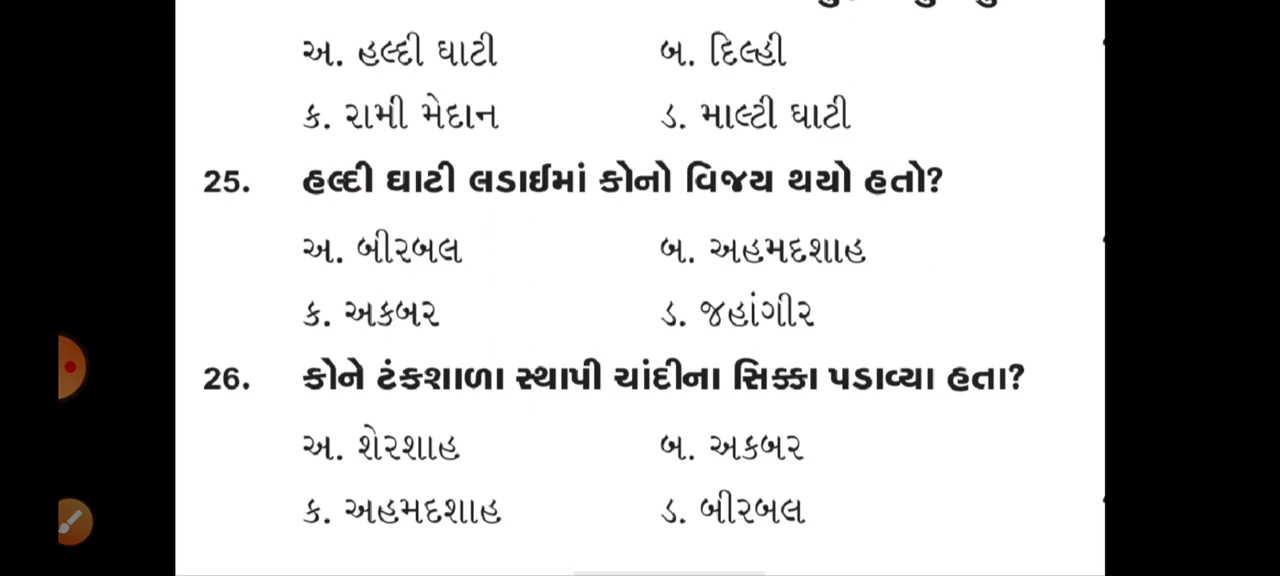 અ. હલ્દી ઘાટી બ. દિલ્હી
ક. રામી મેદાન ડ. માલ્ટી ઘાટી
25. હલ્દી ઘાટી લડાઈમાં કોનો વિજય થયો હતો?
અ. બીરબલ બ. અહમદશાહ
ક. અકબર ડ. જહાંગીર
26. કોને ટંકશાળા સ્થાપી ચાંદીના સિક્કા પડાવ્યા હતા?
અ. શેરશાહ બ. અકબર
ક. અહમદશાહ ડ. બીરબલ